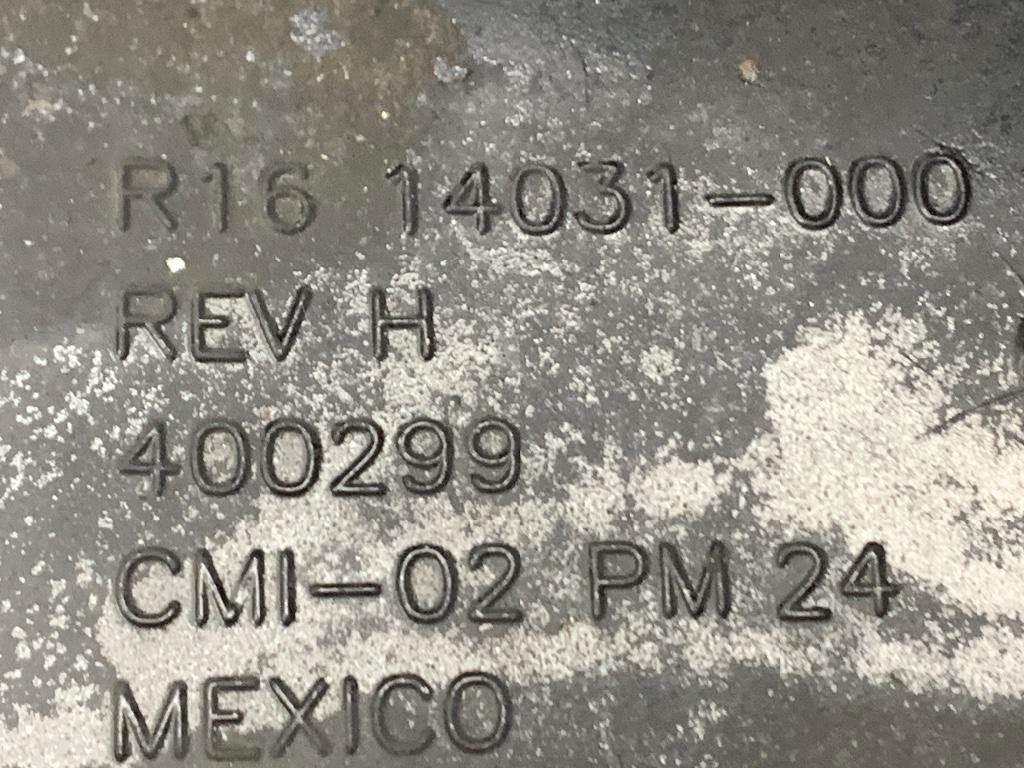 R16 14031-000
REV H
400299
CMI-02 PM 24
MEXICO